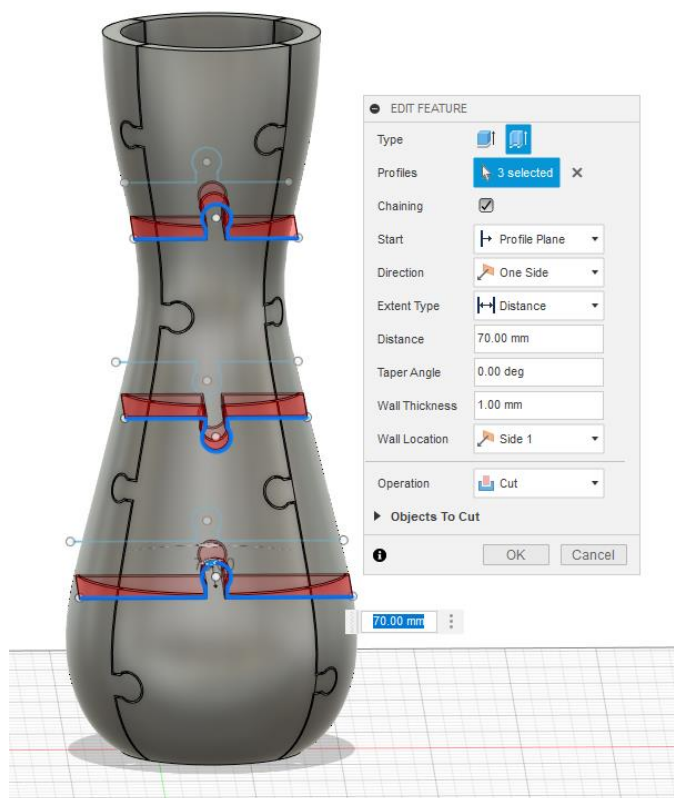 EDIT FEATURE
Type
Profiles 3 selected
Chaining
Start Profile Plane
Direction One Side
Extent Type Distance
Distance 70.00 mm
Taper Angle 0.00 deg
Wall Thickness 1.00 mm
Wall Location Side 1
Operation Cut
Objects To Cut
OK Cancel
70.00 mm